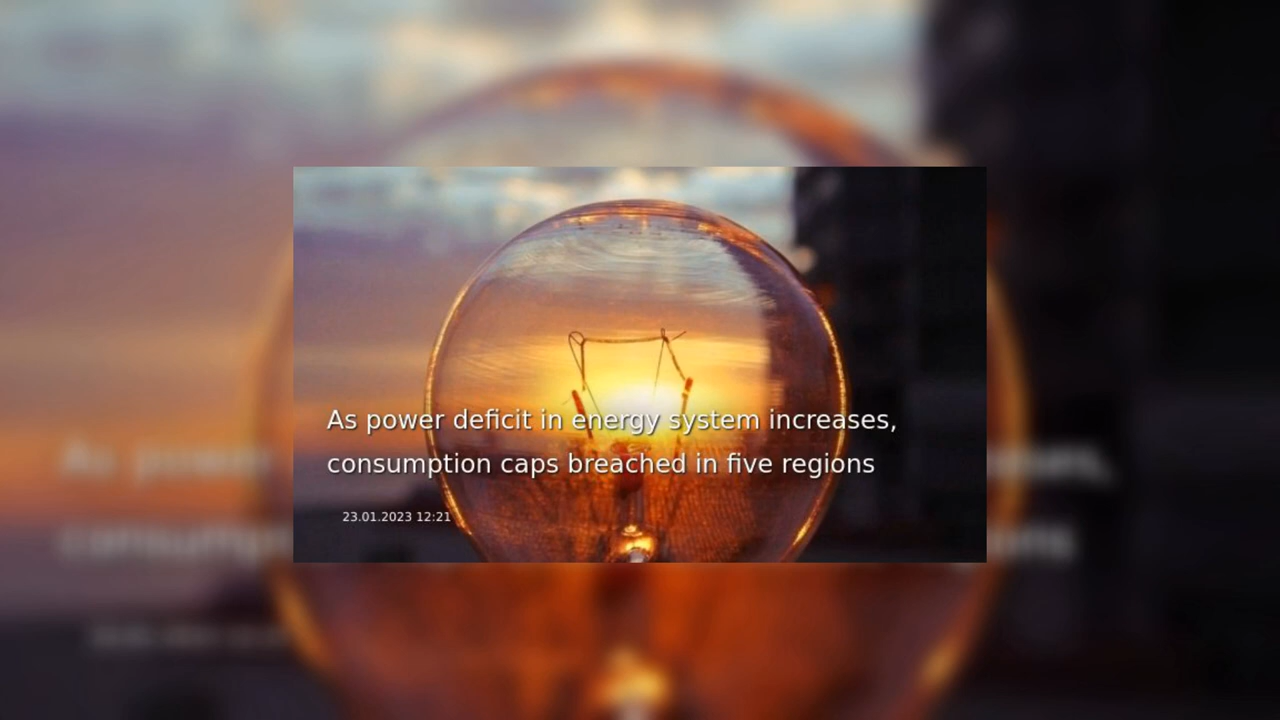 As power deficit in energy system increases,
consumption caps breached in five regions
23.01.2023 12:21